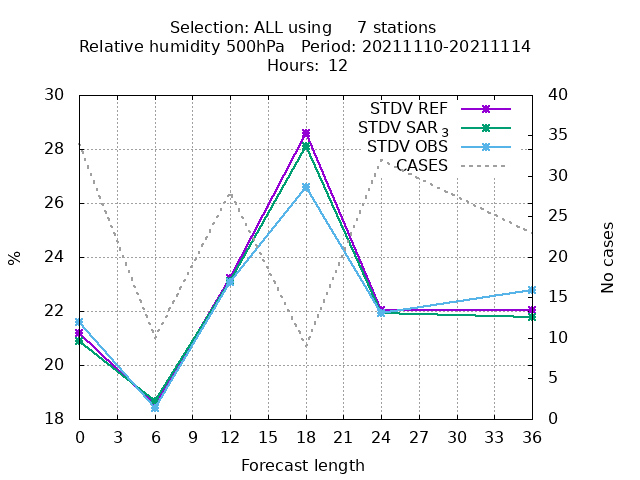 Selection: ALL using 7 stations
Relative humidity 500hPa Period: 20211110-20211114
Hours: 12
30 40
STDV REF
STDV SAR 3
STDV OBS
CASES
28 35
26 30
25
24 20
22 15
10
20 5
18 0
%
No cases
0 3 6 9 12 15 18 21 24 27 30 33 36
Forecast length